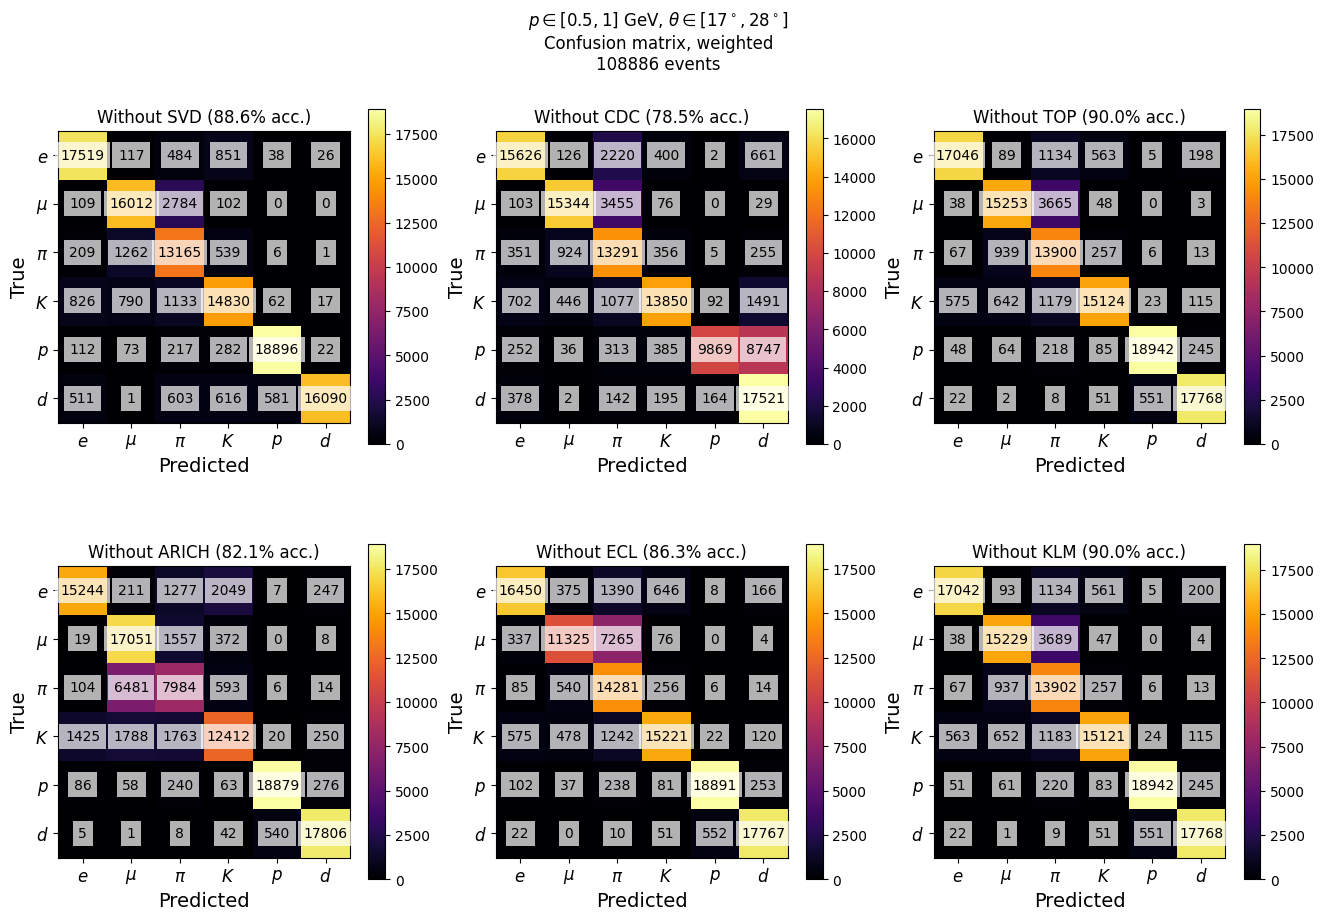 p ∈ [0.5, 1] GeV, θ ∈ [17°, 28°]
Confusion matrix, weighted
108886 events
Without SVD (88.6% acc.)
True
e 17519 117 484 851 38 26
μ 109 16012 2784 102 0 0
π 209 1262 13165 539 6 1
K 826 790 1133 14830 62 17
p 112 73 217 282 18896 22
d 511 1 603 616 581 16090
e μ π K p d
Predicted
17500
15000
12500
10000
7500
5000
2500
0
Without CDC (78.5% acc.)
True
e 15626 126 2220 400 2 661
μ 103 15344 3455 76 0 29
π 351 924 13291 356 5 255
K 702 446 1077 13850 92 1491
p 252 36 313 385 9869 8747
d 378 2 142 195 164 17521
e μ π K p d
Predicted
16000
14000
12000
10000
8000
6000
4000
2000
0
Without TOP (90.0% acc.)
True
e 17046 89 1134 563 5 198
μ 38 15253 3665 48 0 3
π 67 939 13900 257 6 13
K 575 642 1179 15124 23 115
p 48 64 218 85 18942 245
d 22 2 8 51 551 17768
e μ π K p d
Predicted
17500
15000
12500
10000
7500
5000
2500
0
Without ARICH (82.1% acc.)
True
e 15244 211 1277 2049 7 247
μ 19 17051 1557 372 0 8
π 104 6481 7984 593 6 14
K 1425 1788 1763 12412 20 250
p 86 58 240 63 18879 276
d 5 1 8 42 540 17806
e μ π K p d
Predicted
17500
15000
12500
10000
7500
5000
2500
0
Without ECL (86.3% acc.)
True
e 16450 375 1390 646 8 166
μ 337 11325 7265 76 0 4
π 85 540 14281 256 6 14
K 575 478 1242 15221 22 120
p 102 37 238 81 18891 253
d 22 0 10 51 552 17767
e μ π K p d
Predicted
17500
15000
12500
10000
7500
5000
2500
0
Without KLM (90.0% acc.)
True
e 17042 93 1134 561 5 200
μ 38 15229 3689 47 0 4
π 67 937 13902 257 6 13
K 563 652 1183 15121 24 115
p 51 61 220 83 18942 245
d 22 1 9 51 551 17768
e μ π K p d
Predicted
17500
15000
12500
10000
7500
5000
2500
0